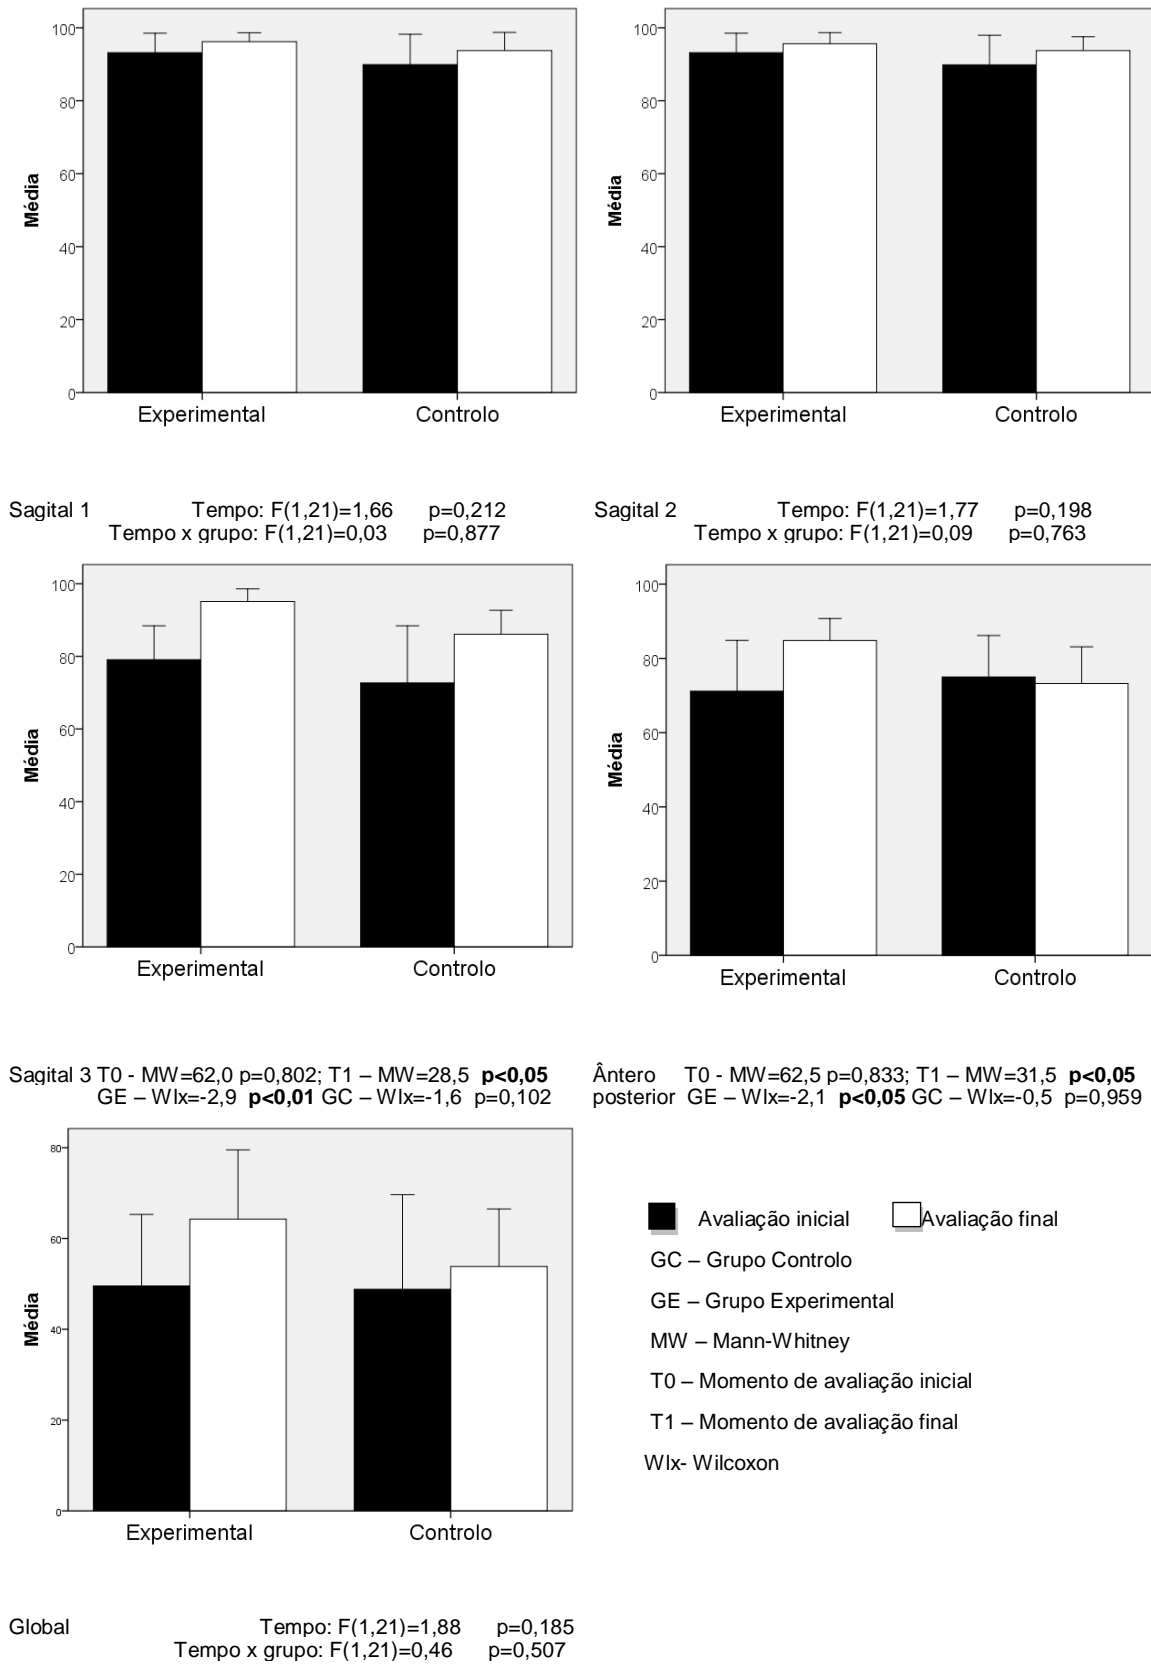 100
80
60
40
20
0
Média
Experimental
Controlo
100
80
60
40
20
0
Média
Experimental
Controlo
Sagital 1 Tempo: F(1,21)=1,66 p=0,212
Tempo x grupo: F(1,21)=0,03 p=0,877
Sagital 2 Tempo: F(1,21)=1,77 p=0,198
Tempo x grupo: F(1,21)=0,09 p=0,763
100
80
60
40
20
0
Média
Experimental
Controlo
100
80
60
40
20
0
Média
Experimental
Controlo
Sagital 3 T0 - MW=62,0 p=0,802; T1 – MW=28,5 p<0,05
GE – Wlx=-2,9 p<0,01 GC – Wlx=-1,6 p=0,102
Ântero T0 - MW=62,5 p=0,833; T1 – MW=31,5 p<0,05
posterior GE – Wlx=-2,1 p<0,05 GC – Wlx=-0,5 p=0,959
80
60
40
20
0
Média
Experimental
Controlo
Avaliação inicial Avaliação final
GC – Grupo Controlo
GE – Grupo Experimental
MW – Mann-Whitney
T0 – Momento de avaliação inicial
T1 – Momento de avaliação final
Wlx- Wilcoxon
Global Tempo: F(1,21)=1,88 p=0,185
Tempo x grupo: F(1,21)=0,46 p=0,507